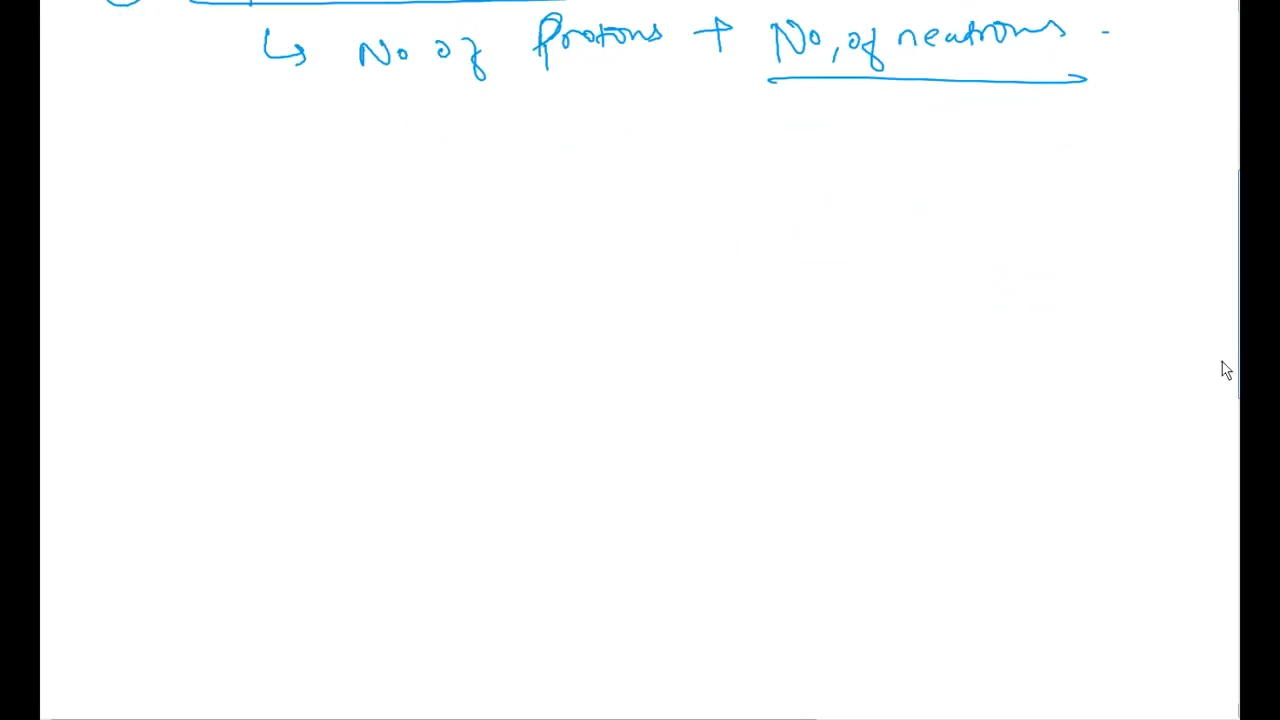 ↳ No of Protons + No, of neutrons -